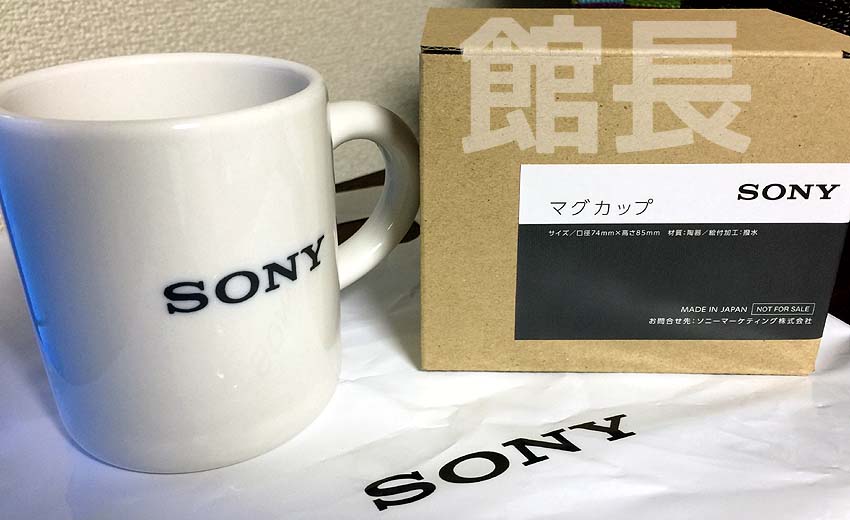 館長
SONY
マグカップ
サイズ/口径74mm×高さ85mm 材質:陶器/絵付加工:撥水
MADE IN JAPAN NOT FOR SALE
お問合せ先:ソニーマーケティング株式会社
SONY
SONY